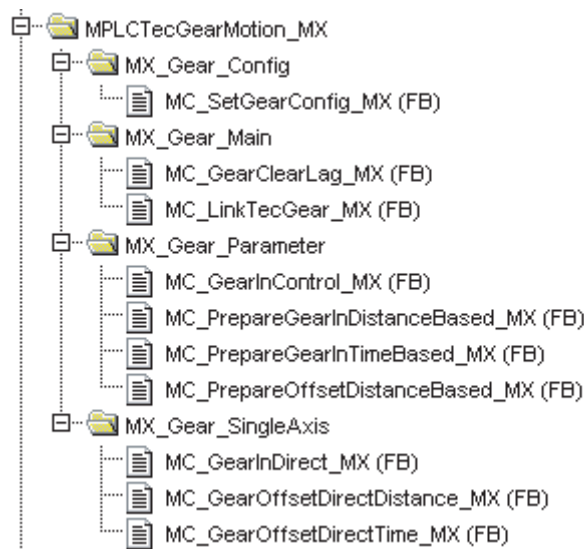 MPLCTecGearMotion_MX
MX_Gear_Config
MC_SetGearConfig_MX (FB)
MX_Gear_Main
MC_GearClearLag_MX (FB)
MC_LinkTecGear_MX (FB)
MX_Gear_Parameter
MC_GearInControl_MX (FB)
MC_PrepareGearInDistanceBased_MX (FB)
MC_PrepareGearInTimeBased_MX (FB)
MC_PrepareOffsetDistanceBased_MX (FB)
MX_Gear_SingleAxis
MC_GearInDirect_MX (FB)
MC_GearOffsetDirectDistance_MX (FB)
MC_GearOffsetDirectTime_MX (FB)